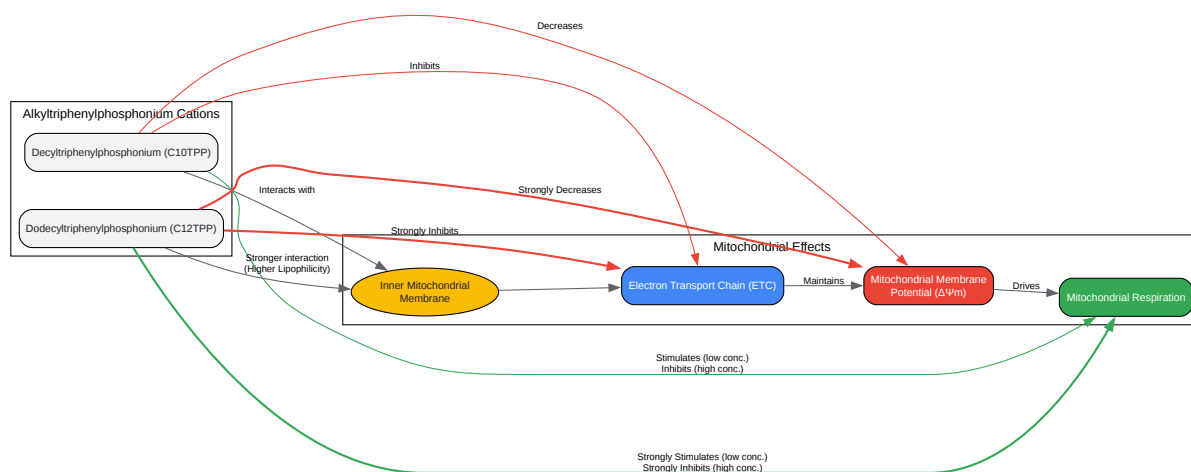 Decreases
Inhibits
Alkyltriphenylphosphonium Cations
Decyltriphenylphosphonium (C10TPP)
Interacts with
Strongly Decreases
Dodecyltriphenylphosphonium (C12TPP)
Strongly Inhibits
Mitochondrial Effects
Stronger interaction
(Higher Lipophilicity)
Inner Mitochondrial
Membrane
Electron Transport Chain (ETC)
Maintains
Mitochondrial Membrane
Potential (ΔΨm)
Drives
Mitochondrial Respiration
Stimulates (low conc.)
Inhibits (high conc.)
Strongly Stimulates (low conc.)
Strongly Inhibits (high conc.)